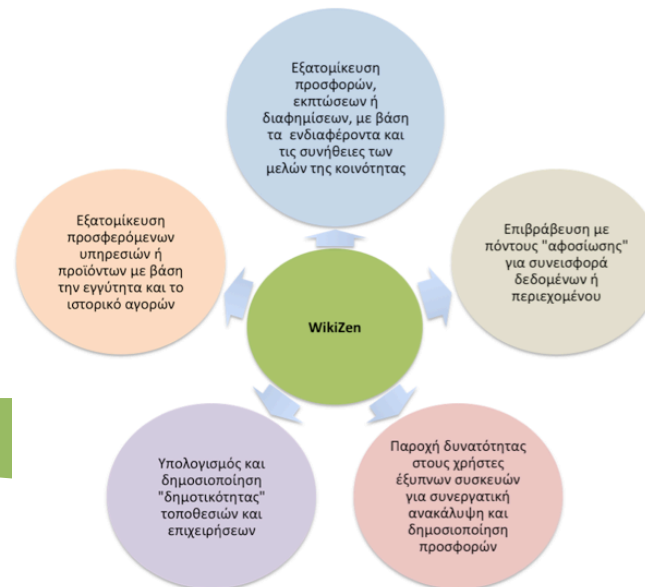 Εξατομίκευση
προσφορών,
εκπτώσεων ή
διαφημίσεων, με βάση
τα ενδιαφέροντα και
τις συνήθειες των
μελών της κοινότητας
Εξατομίκευση
προσφερόμενων
υπηρεσιών ή
προϊόντων με βάση
την εγγύτητα και το
ιστορικό αγορών
Επιβράβευση με
πόντους "αφοσίωσης"
για συνεισφορά
δεδομένων ή
περιεχομένου
WikiZen
Υπολογισμός και
δημοσιοποίηση
"δημοτικότητας"
τοποθεσιών και
επιχειρήσεων
Παροχή δυνατότητας
στους χρήστες
έξυπνων συσκευών
για συνεργατική
ανακάλυψη και
δημοσιοποίηση
προσφορών